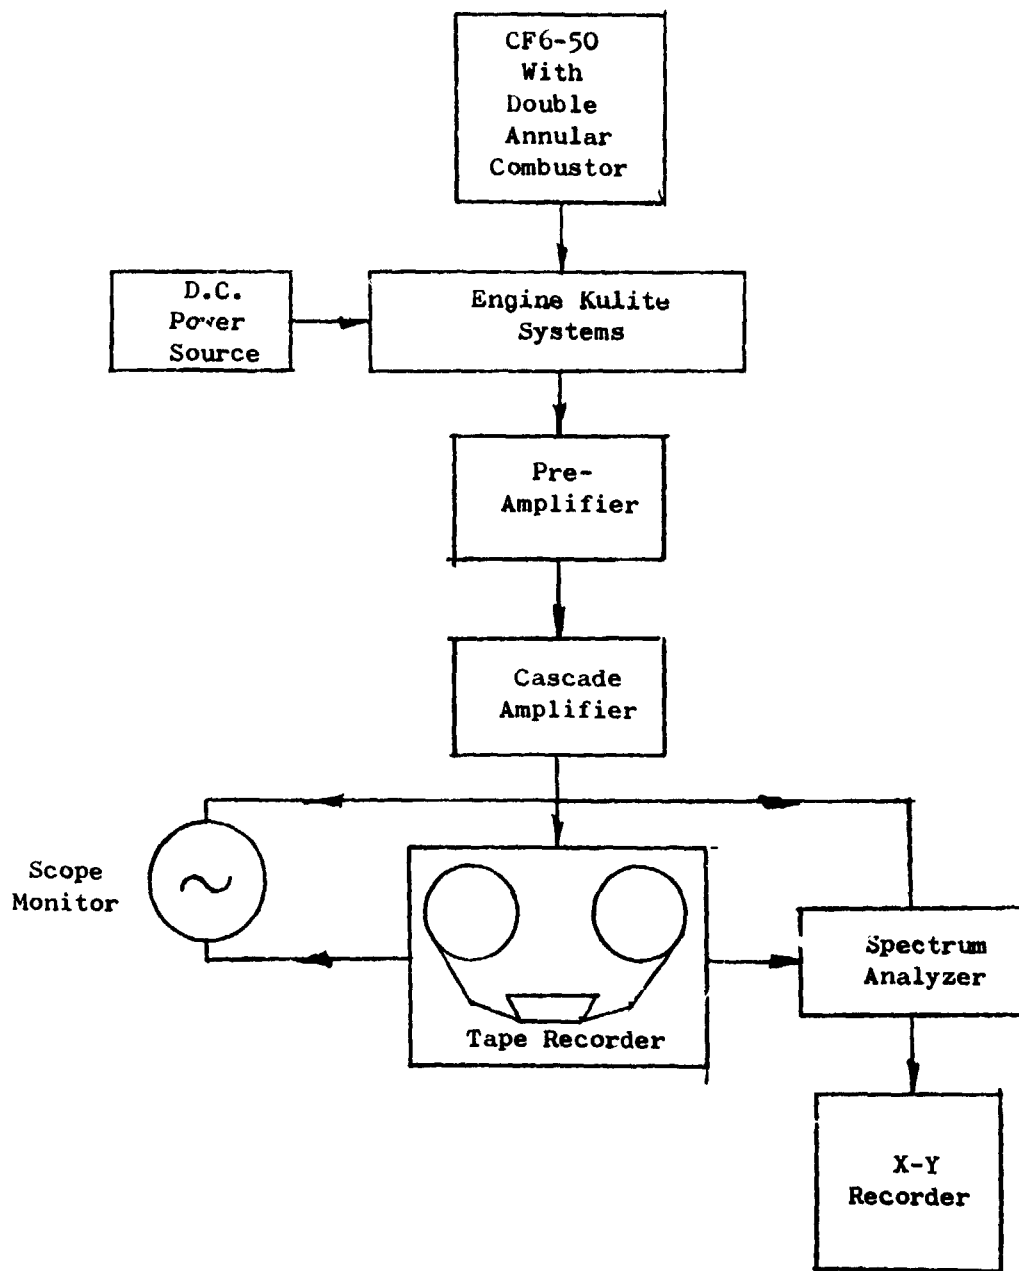 CF6-50
With
Double
Annular
Combustor
D.C.
Power
Source
Engine Kulite
Systems
Pre-
Amplifier
Cascade
Amplifier
Scope
Monitor
Tape Recorder
Spectrum
Analyzer
X-Y
Recorder